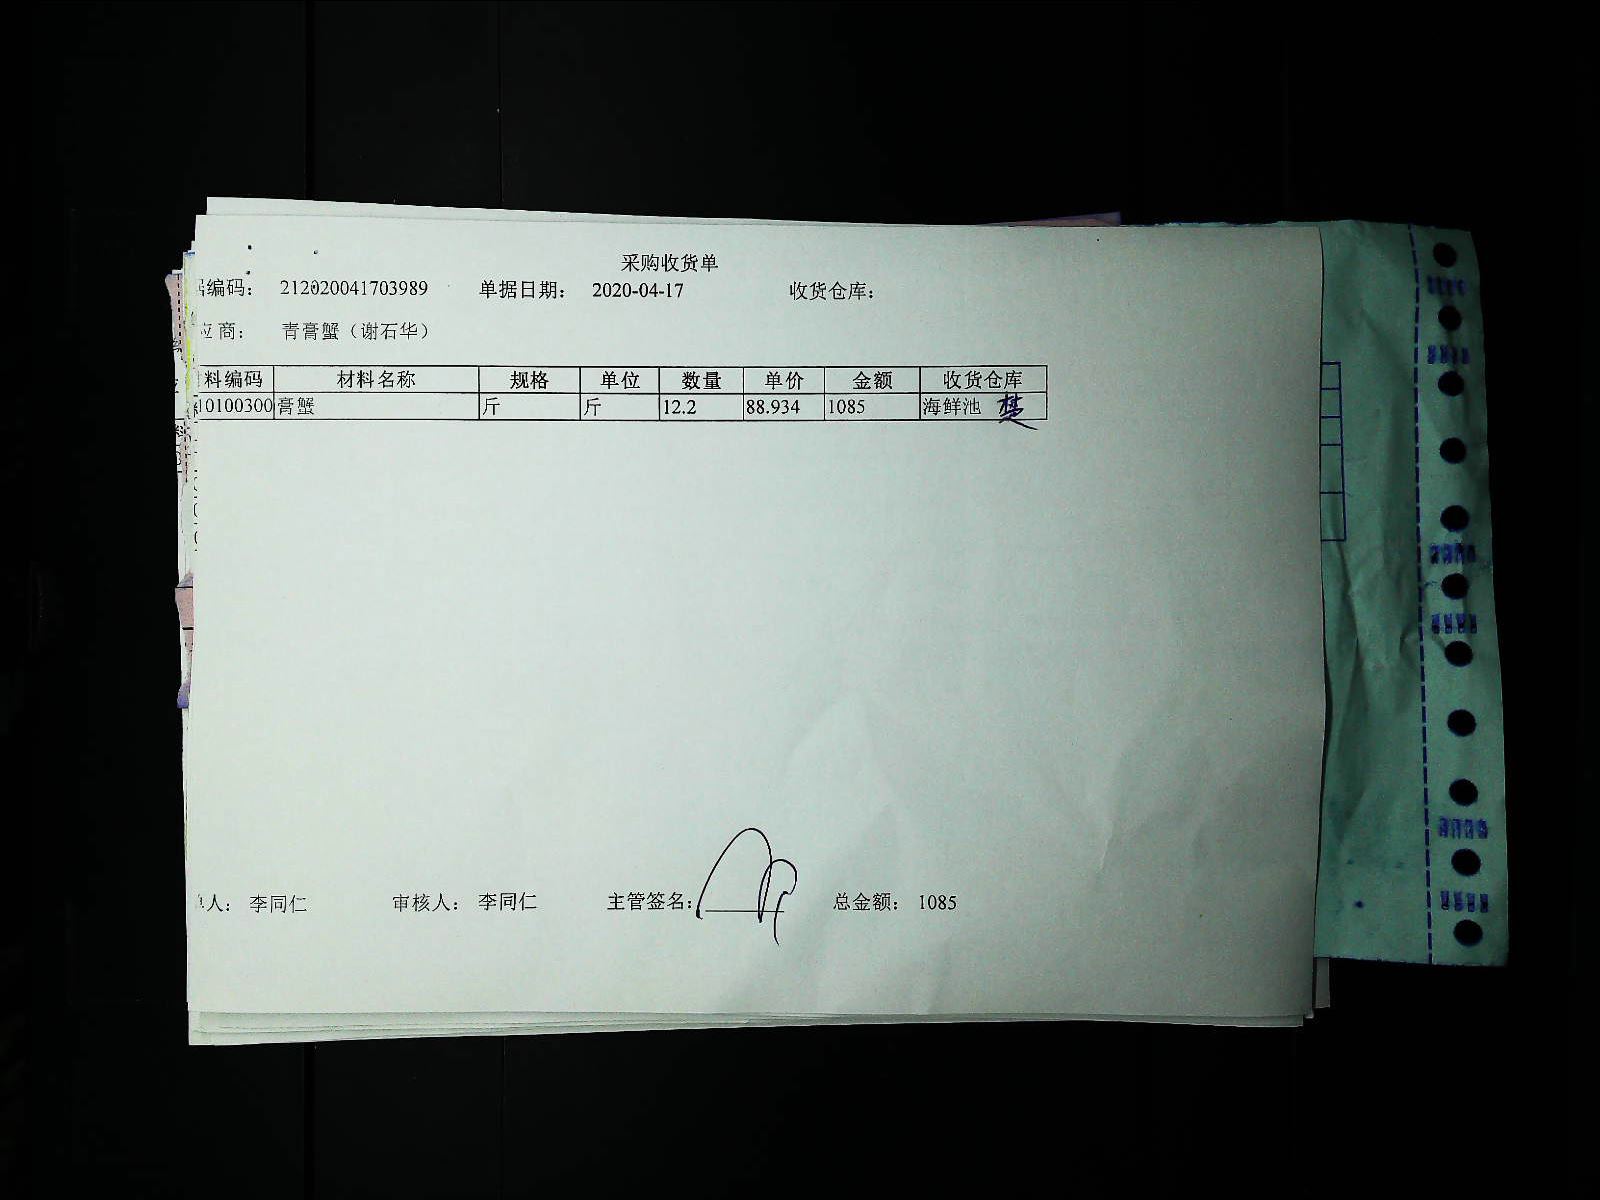 采购收货单
编码： 212020041703989 单据日期： 2020-04-17 收货仓库：
应商： 青膏蟹（谢石华）
料编码 材料名称 规格 单位 数量 单价 金额 收货仓库
10100300 膏蟹 斤 斤 12.2 88.934 1085 海鲜池
人： 李同仁 审核人： 李同仁 主管签名： 总金额： 1085